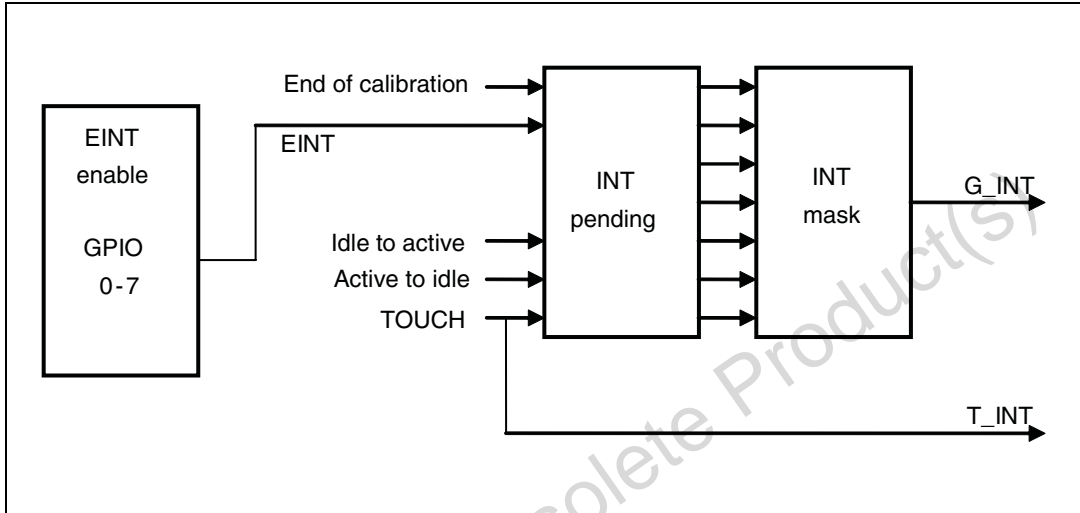 End of calibration
EINT
enable
GPIO
0-7
EINT
Idle to active
Active to idle
TOUCH
INT
pending
INT
mask
G_INT
T_INT
solete Product(s)